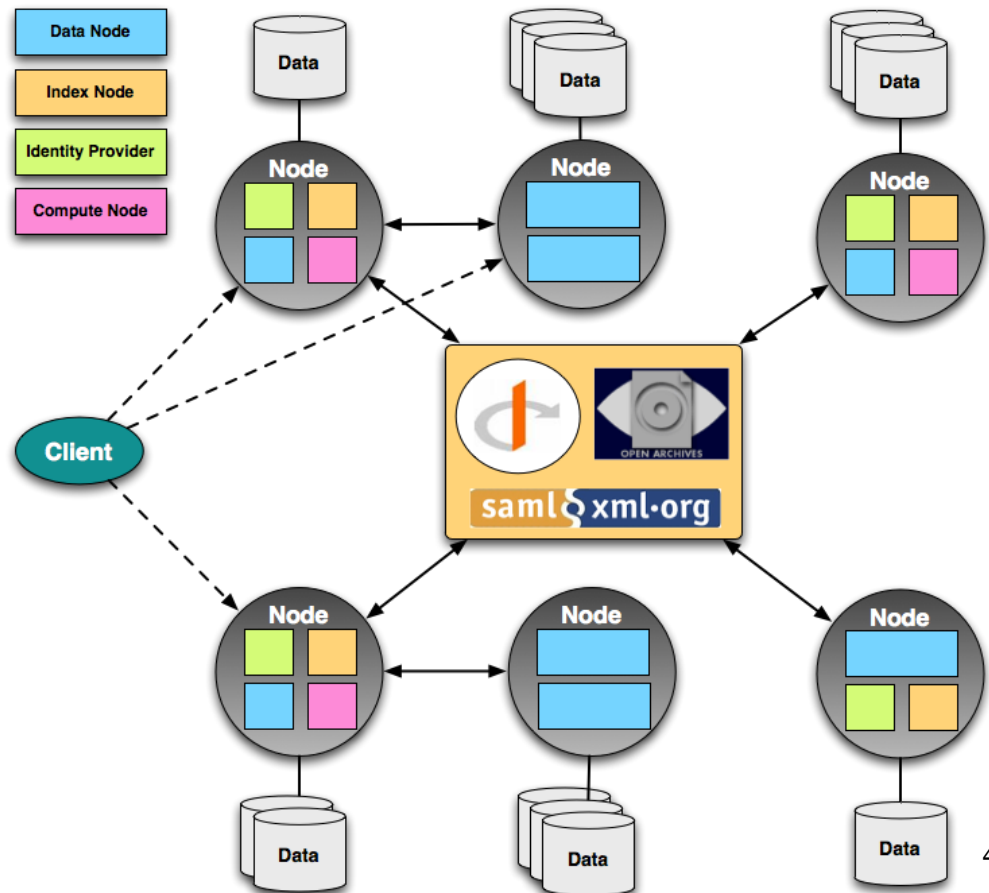 Data Node
Index Node
Identity Provider
Compute Node
Data
Data
Data
Node
Node
Node
Client
OPEN ARCHIVES
saml xml·org
Node
Node
Node
Data
Data
Data
4